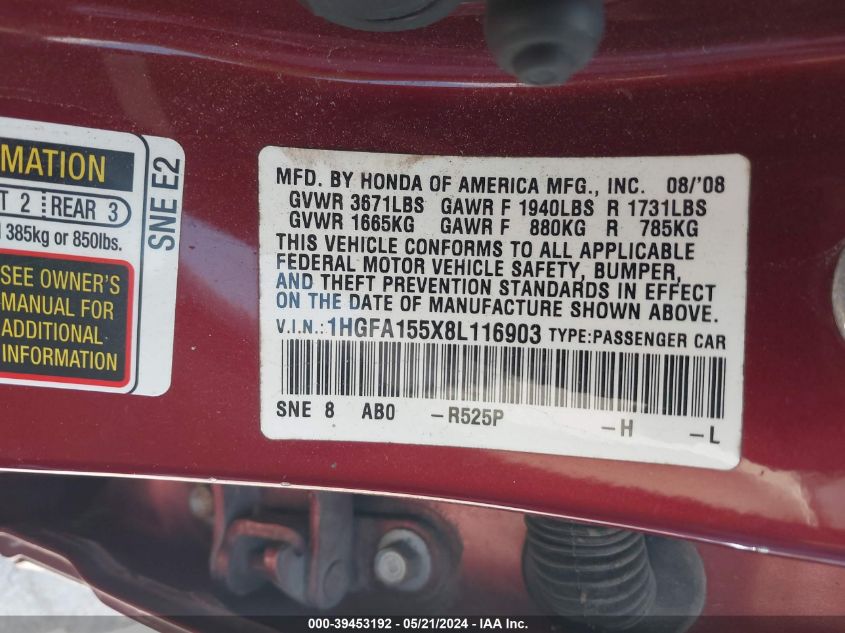 MATION
T 2 REAR 3
385kg or 850lbs.
SEE OWNER'S
MANUAL FOR
ADDITIONAL
INFORMATION
SNE E2
MFD. BY HONDA OF AMERICA MFG., INC. 08/'08
GVWR 3671LBS GAWR F 1940LBS R 1731LBS
GVWR 1665KG GAWR F 880KG R 785KG
THIS VEHICLE CONFORMS TO ALL APPLICABLE
FEDERAL MOTOR VEHICLE SAFETY, BUMPER,
AND THEFT PREVENTION STANDARDS IN EFFECT
ON THE DATE OF MANUFACTURE SHOWN ABOVE.
V.I.N.: 1HGFA155X8L116903 TYPE:PASSENGER CAR
SNE 8 AB0 -R525P -H -L
000-39453192 - 05/21/2024 - IAA Inc.